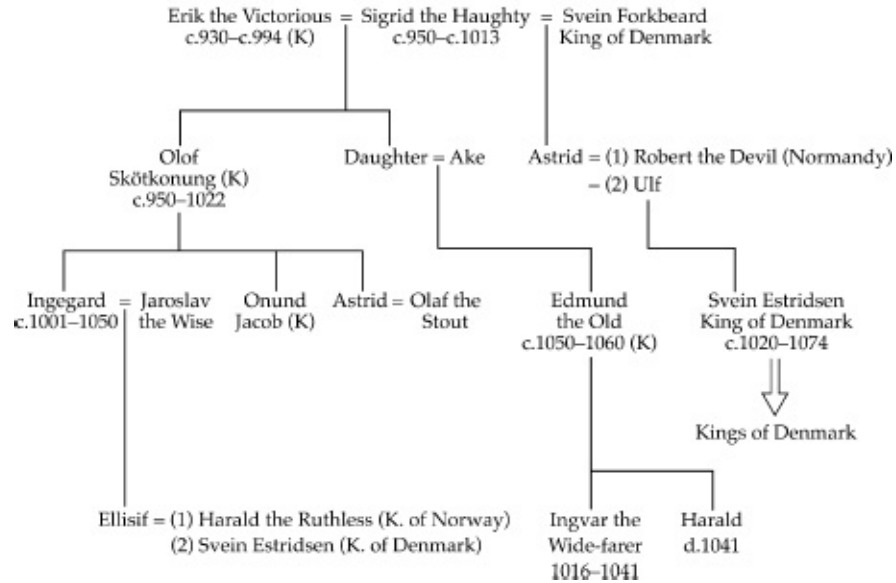 Erik the Victorious = Sigrid the Haughty = Svein Forkbeard
c.930–c.994 (K) c.950–c.1013 King of Denmark
Olof
Skötkonung (K)
c.950–1022
Daughter = Ake
Astrid = (1) Robert the Devil (Normandy)
– (2) Ulf
Ingegard = Jaroslav
c.1001–1050 the Wise
Onund
Jacob (K)
Astrid = Olaf the
Stout
Edmund
the Old
c.1050–1060 (K)
Svein Estridsen
King of Denmark
c.1020–1074
Kings of Denmark
Ellisif = (1) Harald the Ruthless (K. of Norway)
(2) Svein Estridsen (K. of Denmark)
Ingvar the
Wide-farer
1016–1041
Harald
d.1041